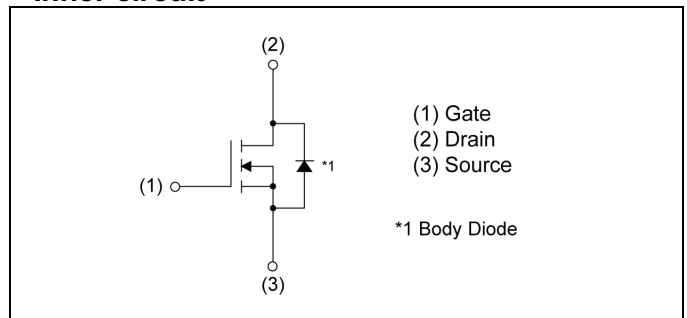 (2)
(1) Gate
(2) Drain
(3) Source
*1
(1)
*1 Body Diode
(3)